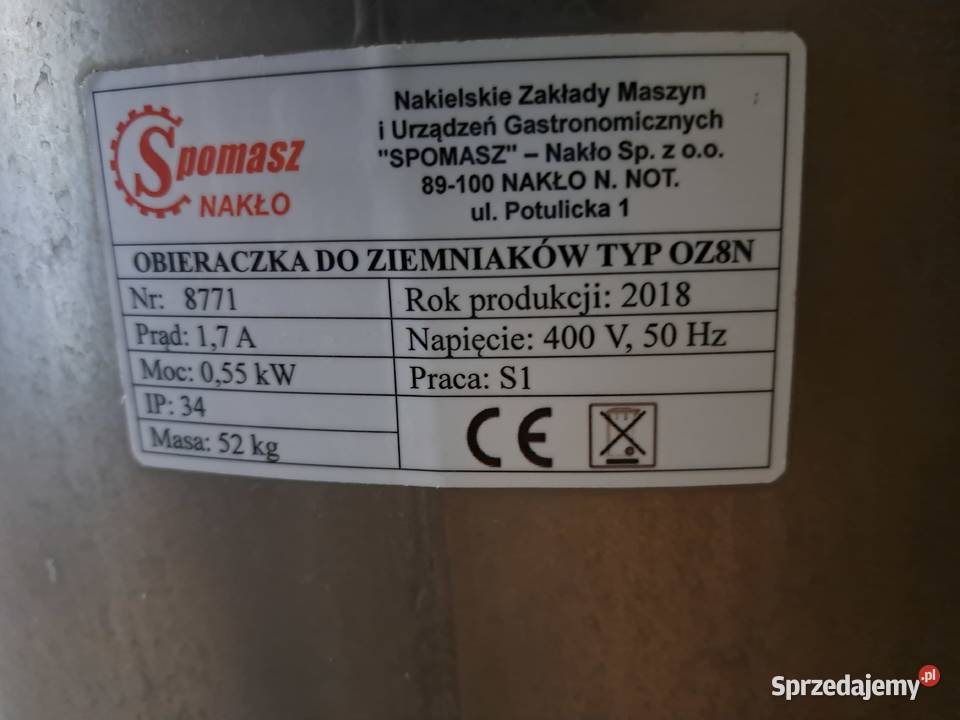 Spomasz
NAKŁO
Nakielskie Zakłady Maszyn
i Urządzeń Gastronomicznych
"SPOMASZ" – Nakło Sp. z o.o.
89-100 NAKŁO N. NOT.
ul. Potulicka 1
OBIERACZKA DO ZIEMNIAKÓW TYP OZ8N
Nr: 8771
Rok produkcji: 2018
Prąd: 1,7 A
Napięcie: 400 V, 50 Hz
Moc: 0,55 kW
Praca: S1
IP: 34
Masa: 52 kg
CE
Sprzedajemy.pl